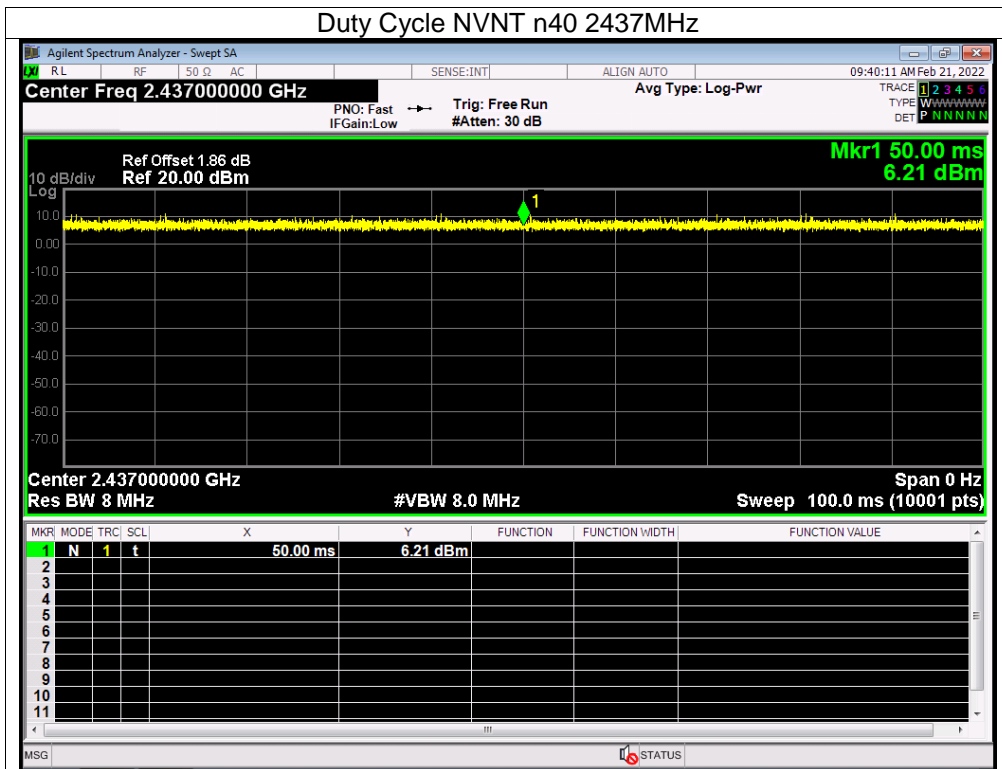 Duty Cycle NVNT n40 2437MHz
Agilent Spectrum Analyzer - Swept SA
LXI RL RF 50 Ω AC SENSE:INT ALIGN AUTO 09:40:11 AM Feb 21, 2022
Center Freq 2.437000000 GHz Avg Type: Log-Pwr TRACE 1 2 3 4 5 6
PNO: Fast Trig: Free Run TYPE WWWWWW
IFGain:Low #Atten: 30 dB DET P N N N N N
Mkr1 50.00 ms
Ref Offset 1.86 dB
10 dB/div Ref 20.00 dBm 6.21 dBm
Log
1
10.0
0.00
-10.0
-20.0
-30.0
-40.0
-50.0
-60.0
-70.0
Center 2.437000000 GHz Span 0 Hz
Res BW 8 MHz #VBW 8.0 MHz Sweep 100.0 ms (10001 pts)
MKR MODE TRC SCL X Y FUNCTION FUNCTION WIDTH FUNCTION VALUE
1 N 1 t 50.00 ms 6.21 dBm
2
3
4
5
6
7
8
9
10
11
MSG STATUS